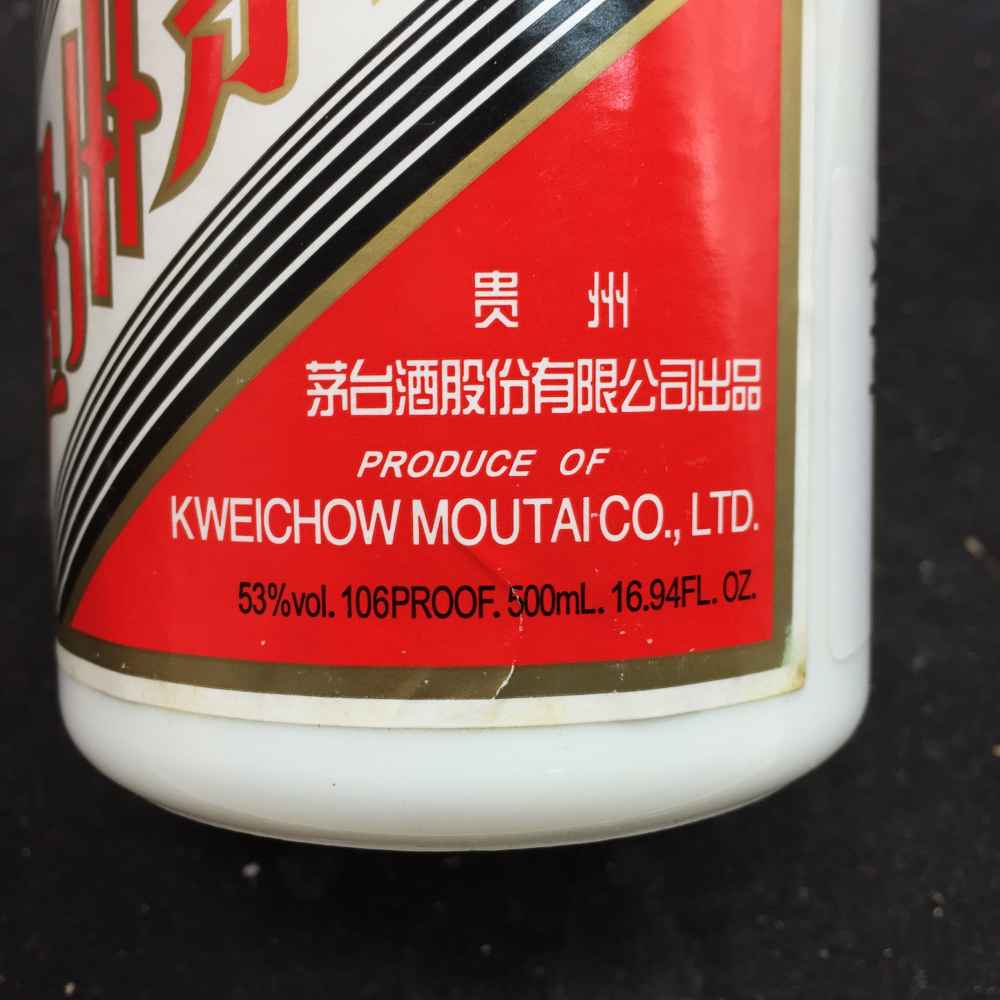 贵 州
茅台酒股份有限公司出品
PRODUCE OF
KWEICHOW MOUTAI CO., LTD.
53%vol. 106PROOF. 500mL. 16.94FL. OZ.